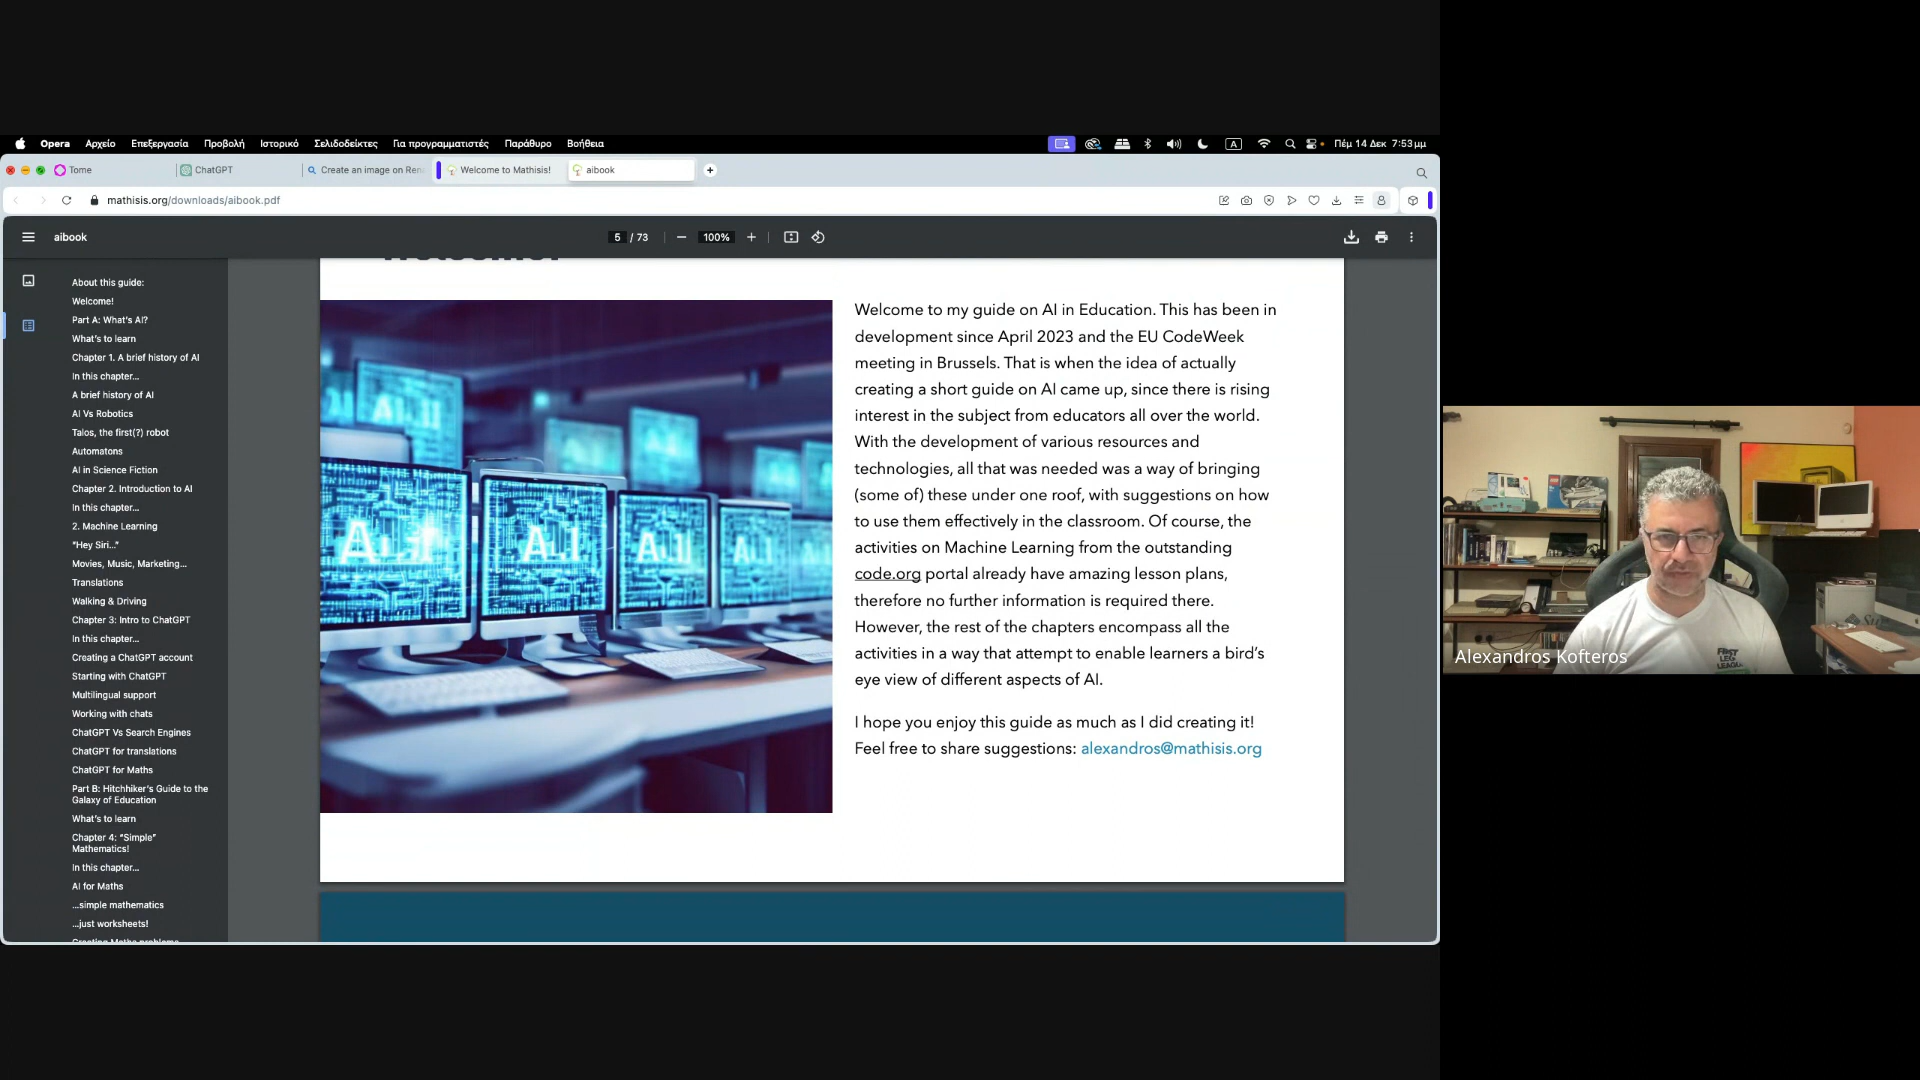 Opera Αρχείο Επεξεργασία Προβολή Ιστορικό Σελιδοδείκτες Για προγραμματιστές Παράθυρο Βοήθεια A Πέμ 14 Δεκ 7:53 μμ
Tome ChatGPT Create an image on Ren Welcome to Mathisis! aibook
mathisis.org/downloads/aibook.pdf
aibook 5 / 73 100%
About this guide:
Welcome!
Part A: What's AI?
What's to learn
Chapter 1. A brief history of AI
In this chapter...
A brief history of AI
AI Vs Robotics
Talos, the first(?) robot
Automatons
AI in Science Fiction
Chapter 2. Introduction to AI
In this chapter...
2. Machine Learning
"Hey Siri..."
Movies, Music, Marketing...
Translations
Walking & Driving
Chapter 3: Intro to ChatGPT
In this chapter...
Creating a ChatGPT account
Starting with ChatGPT
Multilingual support
Working with chats
ChatGPT Vs Search Engines
ChatGPT for translations
ChatGPT for Maths
Part B: Hitchhiker's Guide to the
Galaxy of Education
What's to learn
Chapter 4: "Simple"
Mathematics!
In this chapter...
AI for Maths
...simple mathematics
...just worksheets!
Creating Maths problems
Welcome!
Welcome to my guide on AI in Education. This has been in
development since April 2023 and the EU CodeWeek
meeting in Brussels. That is when the idea of actually
creating a short guide on AI came up, since there is rising
interest in the subject from educators all over the world.
With the development of various resources and
technologies, all that was needed was a way of bringing
(some of) these under one roof, with suggestions on how
to use them effectively in the classroom. Of course, the
activities on Machine Learning from the outstanding
code.org portal already have amazing lesson plans,
therefore no further information is required there.
However, the rest of the chapters encompass all the
activities in a way that attempt to enable learners a bird's
eye view of different aspects of AI.
I hope you enjoy this guide as much as I did creating it!
Feel free to share suggestions: alexandros@mathisis.org
Alexandros Kofteros